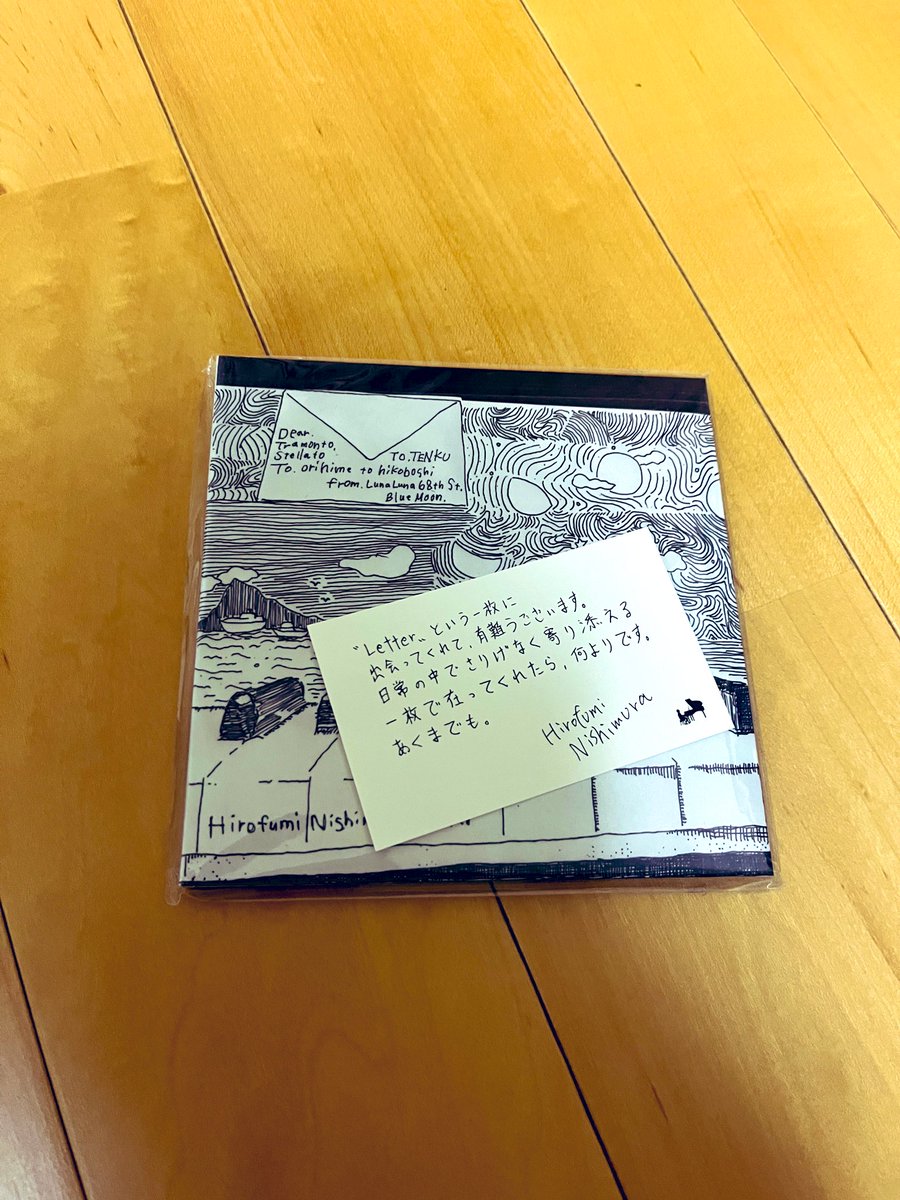 Dear.
Tramonto,
Stellato
TO.TENKU
To. orihime to hikoboshi
from. LunaLuna68th St.
Blue Moon.
"Letter"という一枚に
出会ってくれて、有難うございます。
日常の中でさりげなく寄り添える
一枚で在ってくれたら、何よりです。
あくまでも。
Hirofumi
Nishimura
Hirofumi Nishi